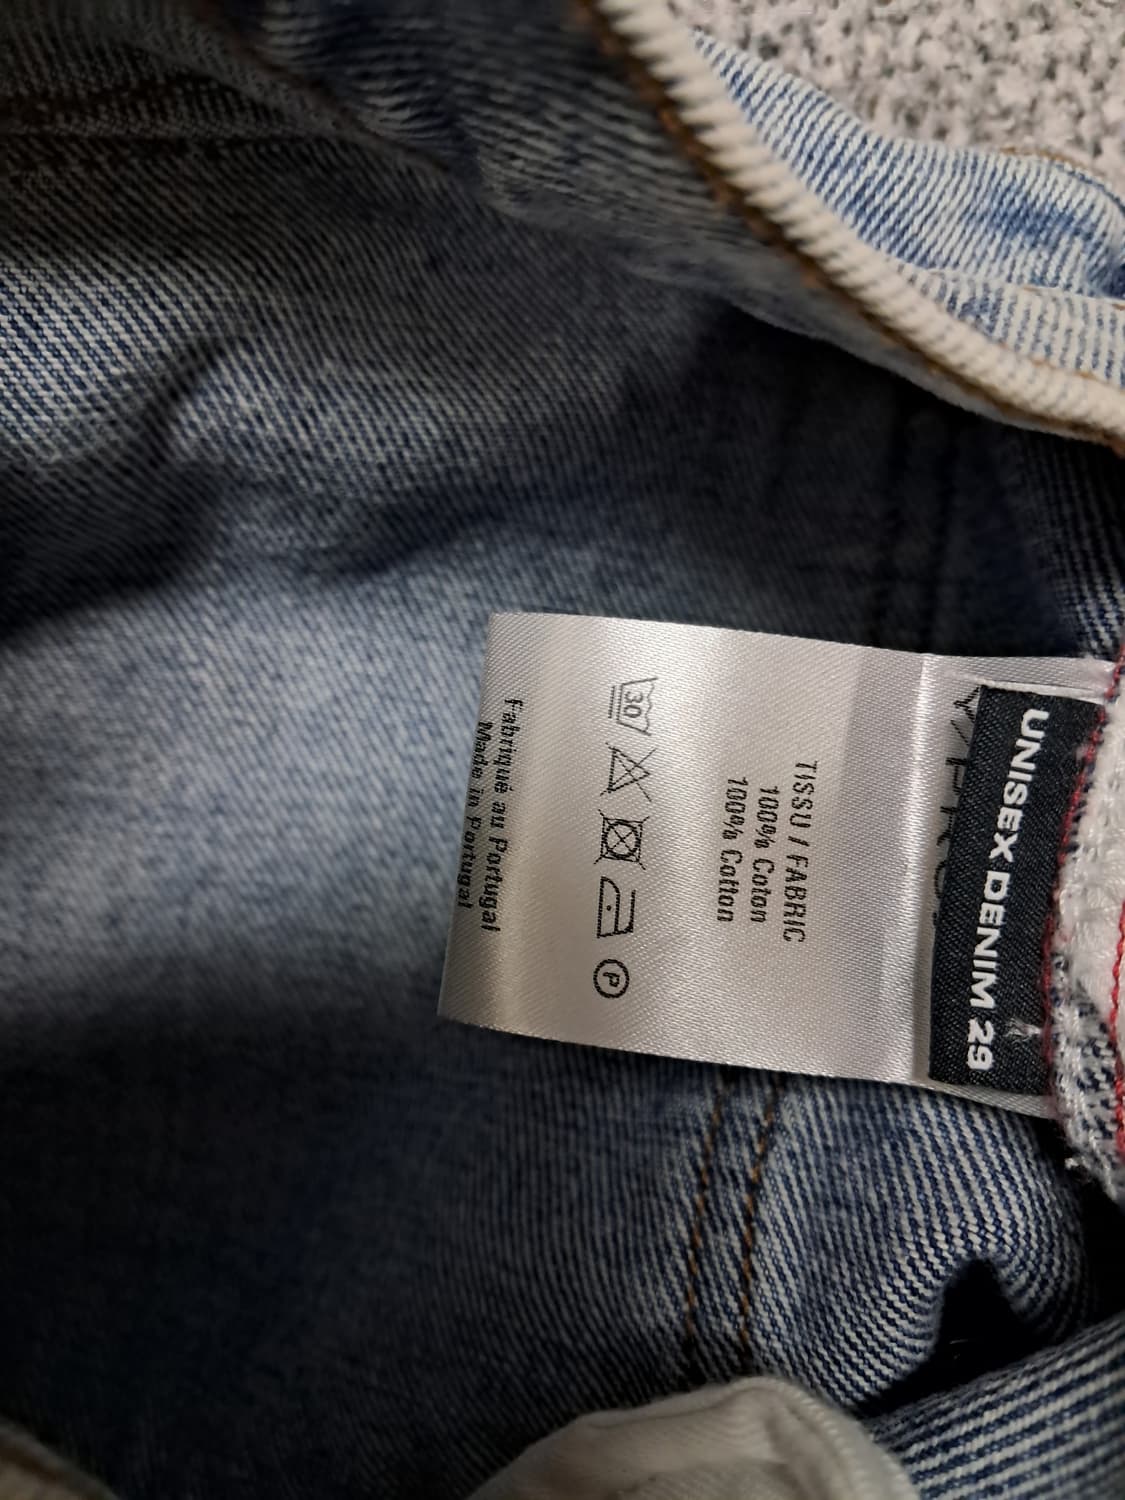 UNISEX DENIM 29
TISSU / FABRIC
100% Coton
100% Cotton
30
P
Fabriqué au Portugal
Made in Portugal